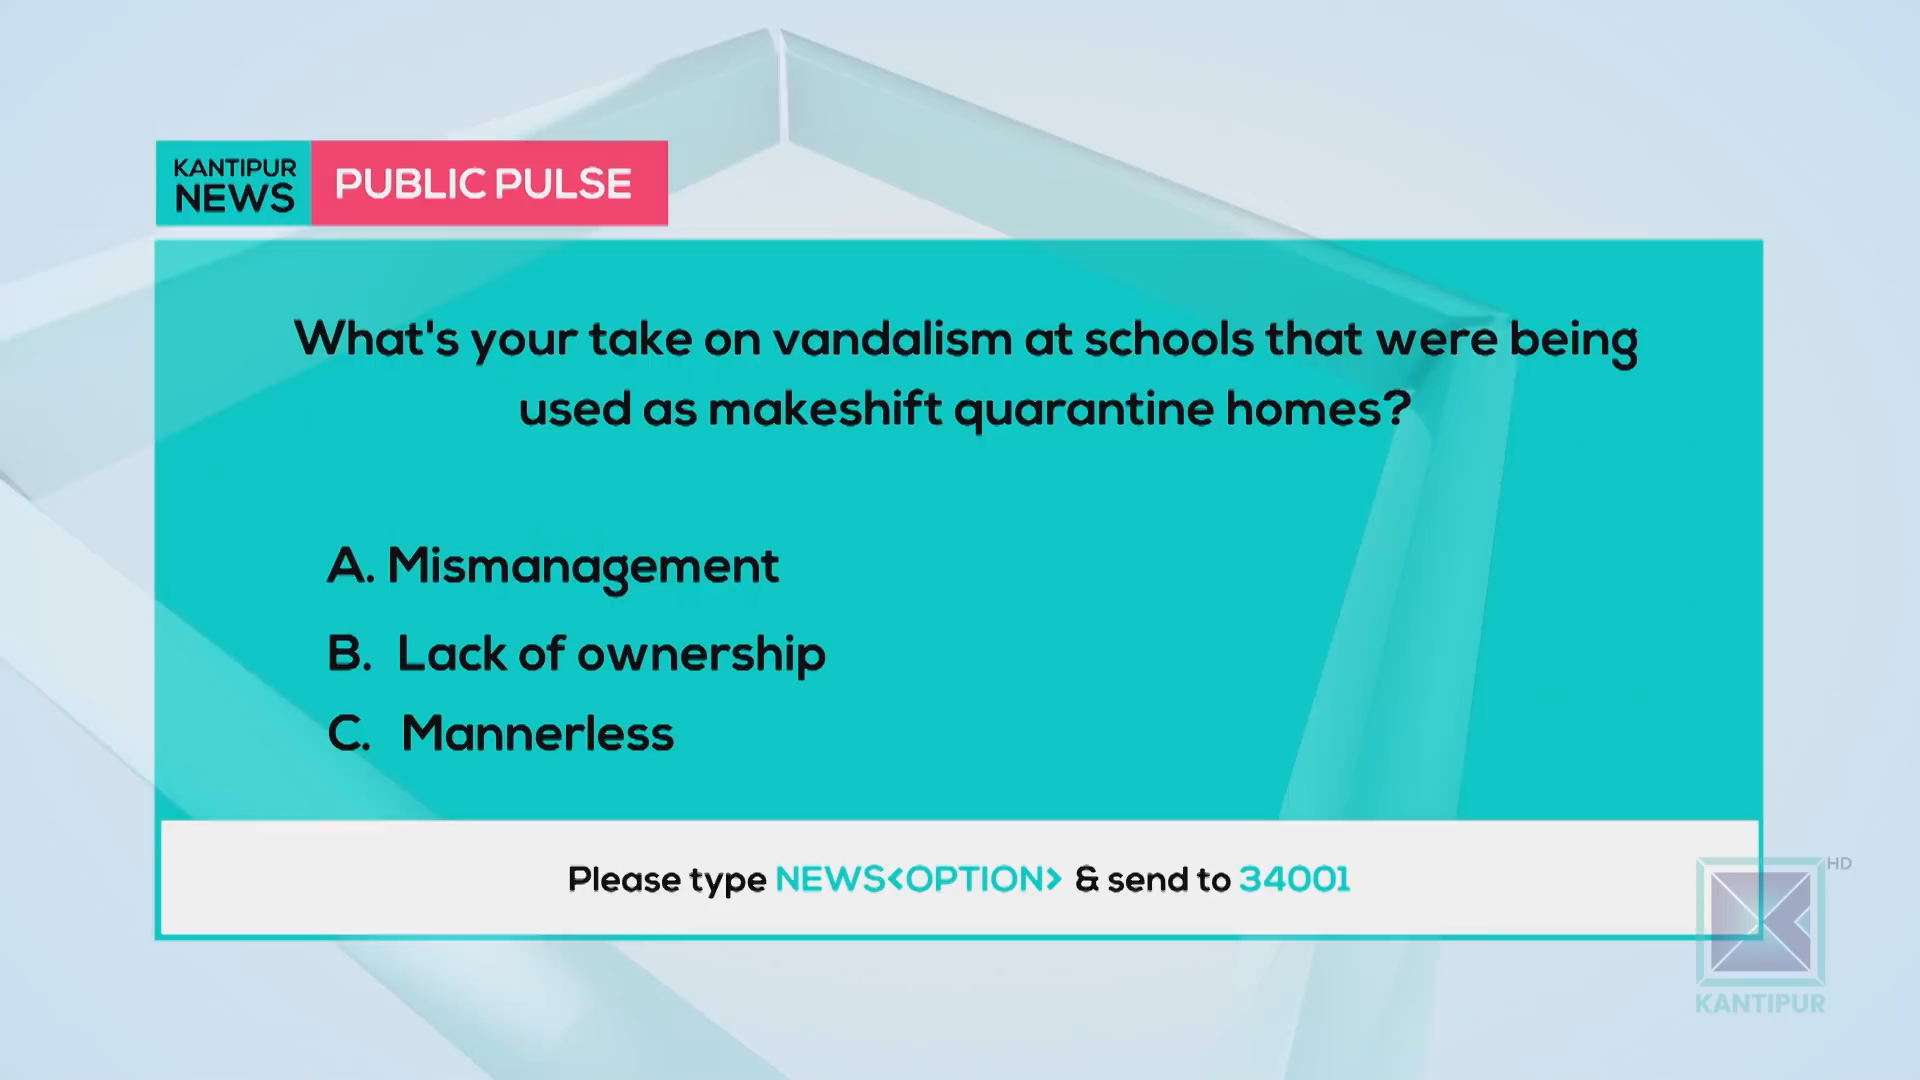 KANTIPUR
NEWS
PUBLIC PULSE
What's your take on vandalism at schools that were being
used as makeshift quarantine homes?
A. Mismanagement
B. Lack of ownership
C. Mannerless
Please type NEWS<OPTION> & send to 34001
HD
KANTIPUR